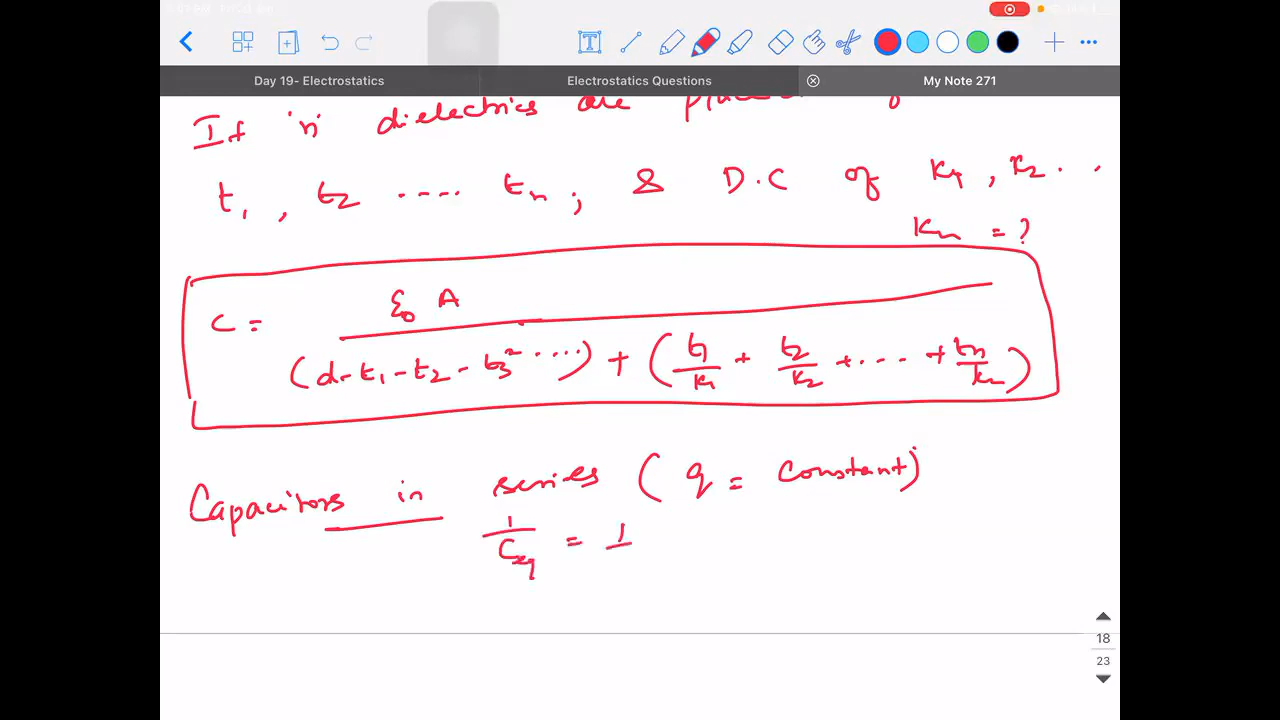 Day 19- Electrostatics Electrostatics Questions My Note 271
If 'n' dielectrics are
t₁, t₂ .... tₙ; & D.C of K₁, K₂ ...
Kₙ = ?
C = ε₀ A / (d-t₁-t₂-t₃-....) + (t₁/K₁ + t₂/K₂ + .... + tₙ/Kₙ)
Capacitors in series (q = constant)
1/C_eq = 1
18
23